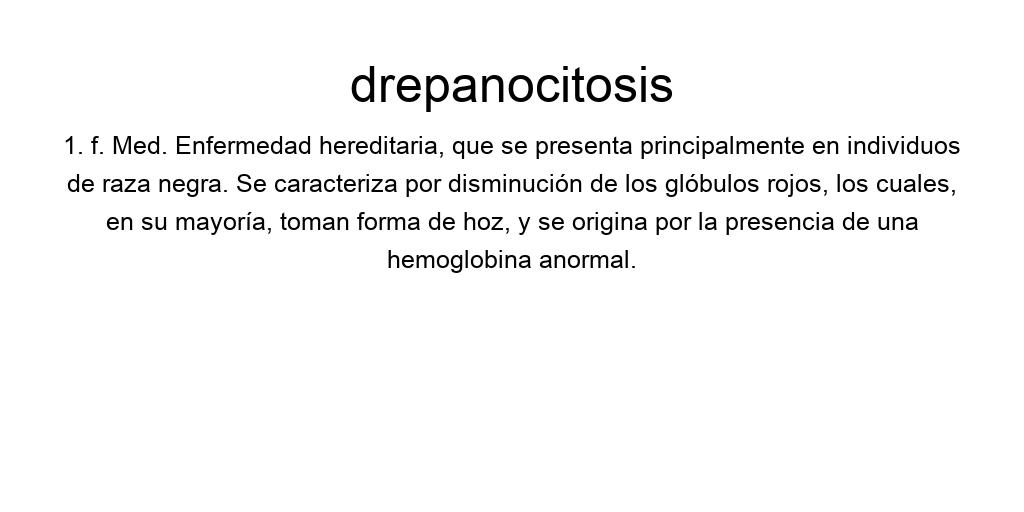 drepanocitosis
1. f. Med. Enfermedad hereditaria, que se presenta principalmente en individuos
de raza negra. Se caracteriza por disminución de los glóbulos rojos, los cuales,
en su mayoría, toman forma de hoz, y se origina por la presencia de una
hemoglobina anormal.